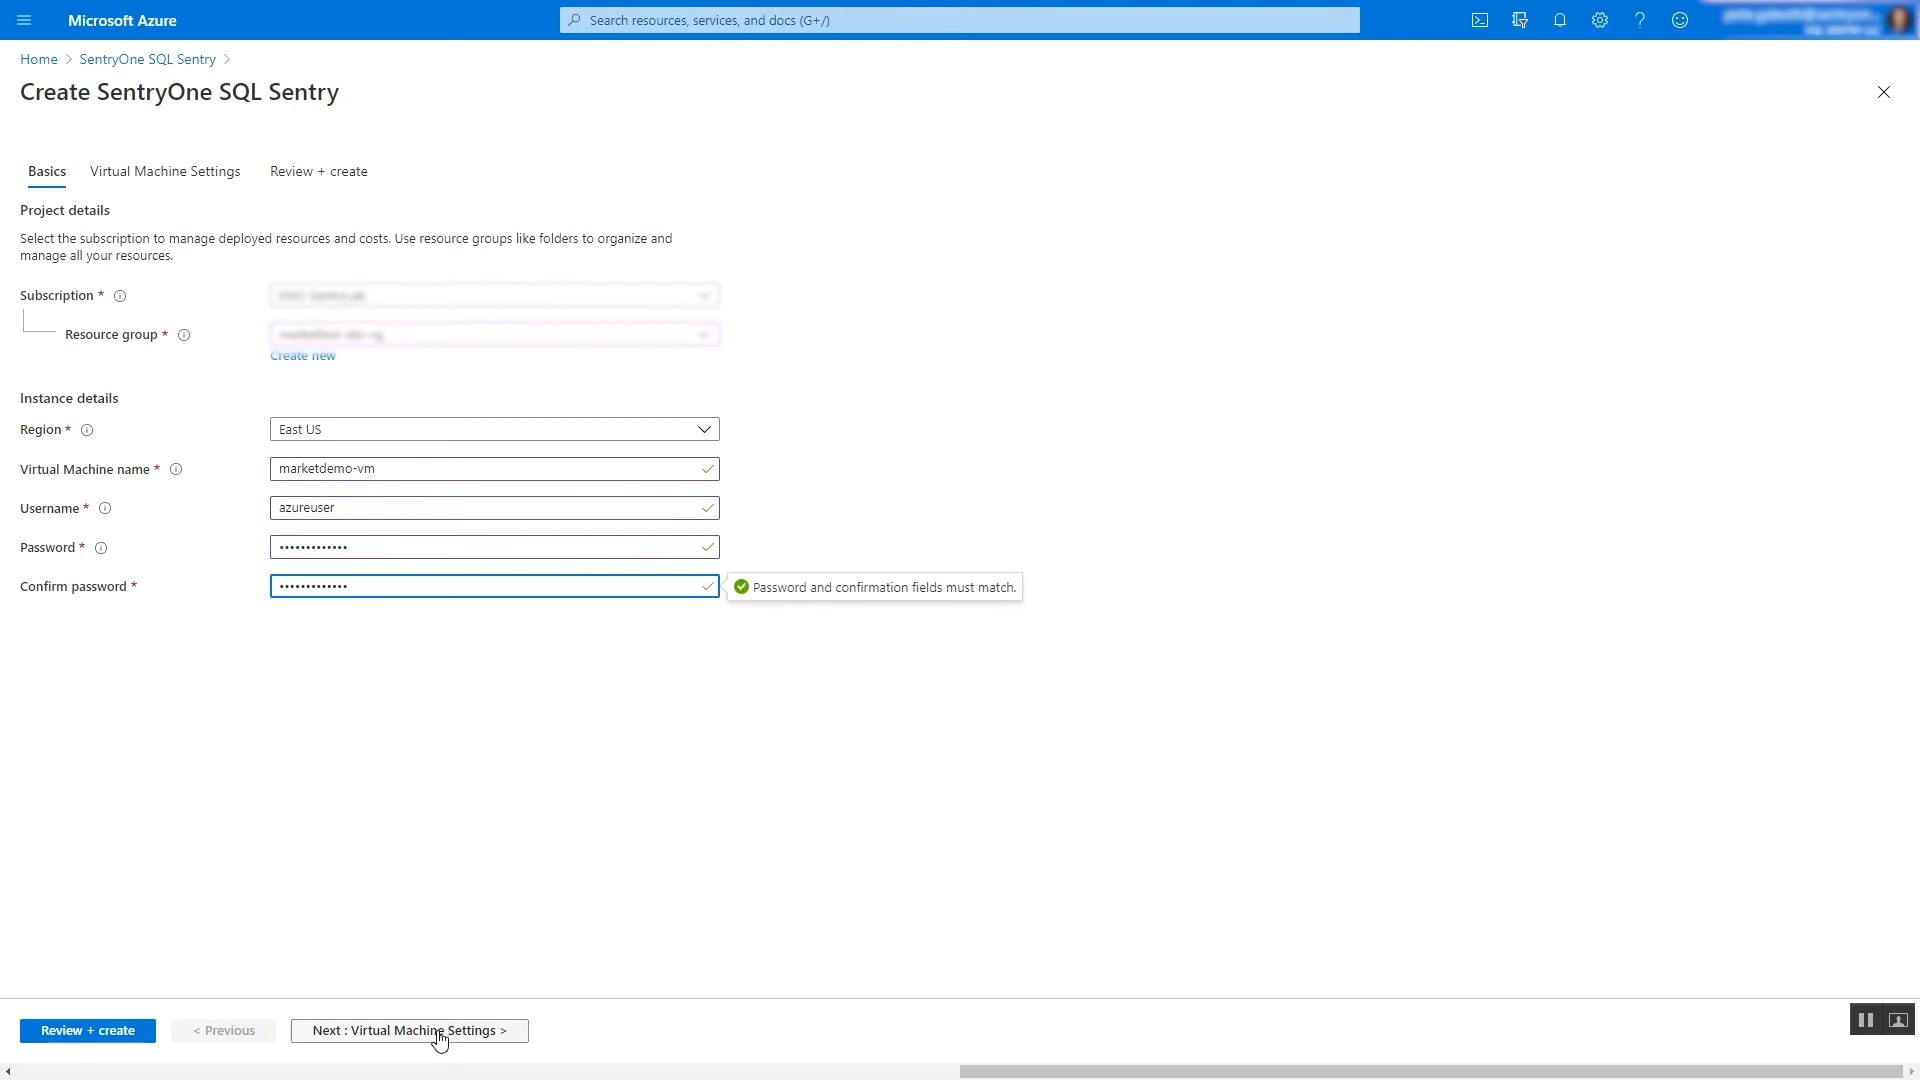 Microsoft Azure
Search resources, services, and docs (G+/)
Home > SentryOne SQL Sentry >
Create SentryOne SQL Sentry
Basics
Virtual Machine Settings
Review + create
Project details
Select the subscription to manage deployed resources and costs. Use resource groups like folders to organize and
manage all your resources.
Subscription *
Resource group *
Create new
Instance details
Region *
East US
Virtual Machine name *
marketdemo-vm
Username *
azureuser
Password *
•••••••••••••
Confirm password *
•••••••••••••
Password and confirmation fields must match.
Review + create
< Previous
Next : Virtual Machine Settings >